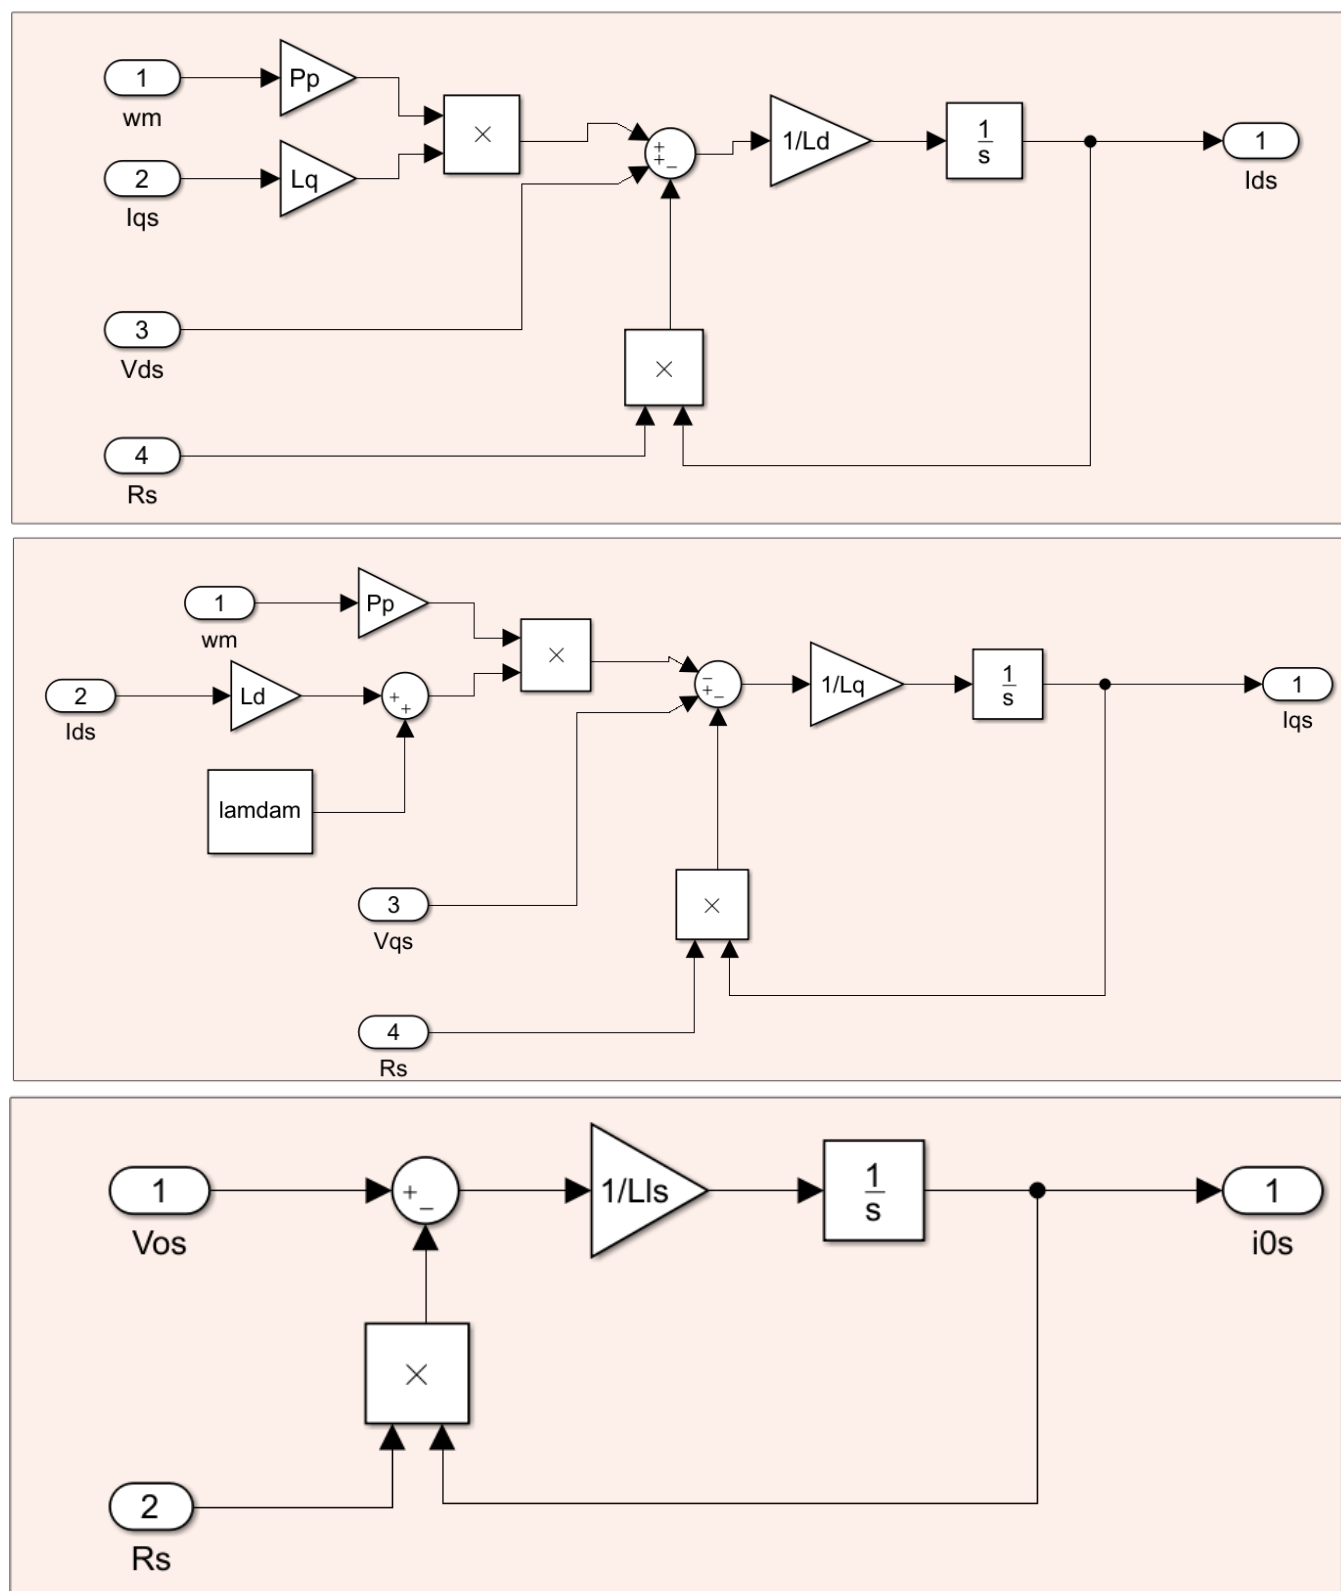 1
wm
Pp
2
Iqs
Lq
×
+
+ −
1/Ld
1
s
1
Ids
3
Vds
×
4
Rs
1
wm
Pp
×
2
Ids
Ld
+
+
−
+ −
1/Lq
1
s
1
Iqs
lamdam
3
Vqs
×
4
Rs
1
Vos
+
−
1/Lls
1
s
1
i0s
×
2
Rs